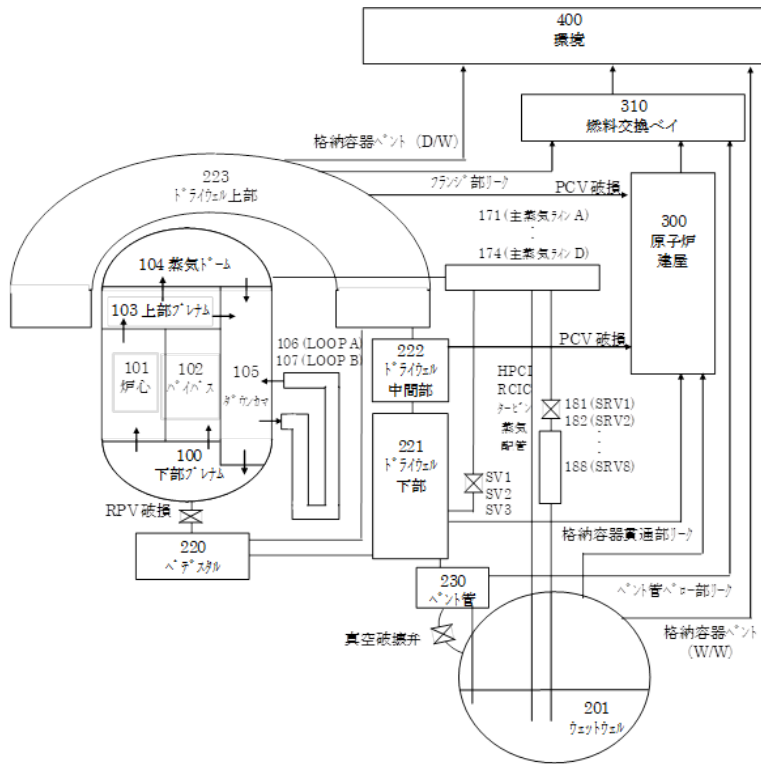 400
環境
310
燃料交換ベイ
格納容器ベント (D/W)
フランジ部リーク
PCV 破損
223
ドライウェル上部
171(主蒸気ラインA)
:
174(主蒸気ラインD)
300
原子炉
建屋
104 蒸気ドーム
103 上部プレナム
106 (LOOP A)
107 (LOOP B)
101
炉心
102
バイパス
105
ダウンカマ
222
ドライウェル
中間部
PCV 破損
HPCI
RCIC
タービン
蒸気
配管
181(SRV1)
182(SRV2)
:
188(SRV8)
221
ドライウェル
下部
100
下部プレナム
SV1
SV2
SV3
RPV 破損
220
ペデスタル
格納容器貫通部リーク
230
ベント管
ベント管ベロー部リーク
真空破壊弁
格納容器ベント
(W/W)
201
ウェットウェル